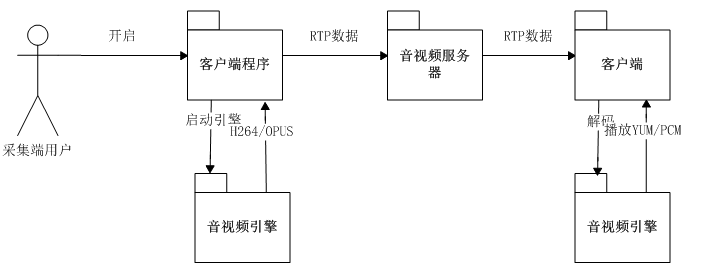 开启
客户端程序
RTP数据
音视频服务
器
RTP数据
客户端
采集端用户
启动引擎
H264/OPUS
解码
播放YUM/PCM
音视频引擎
音视频引擎